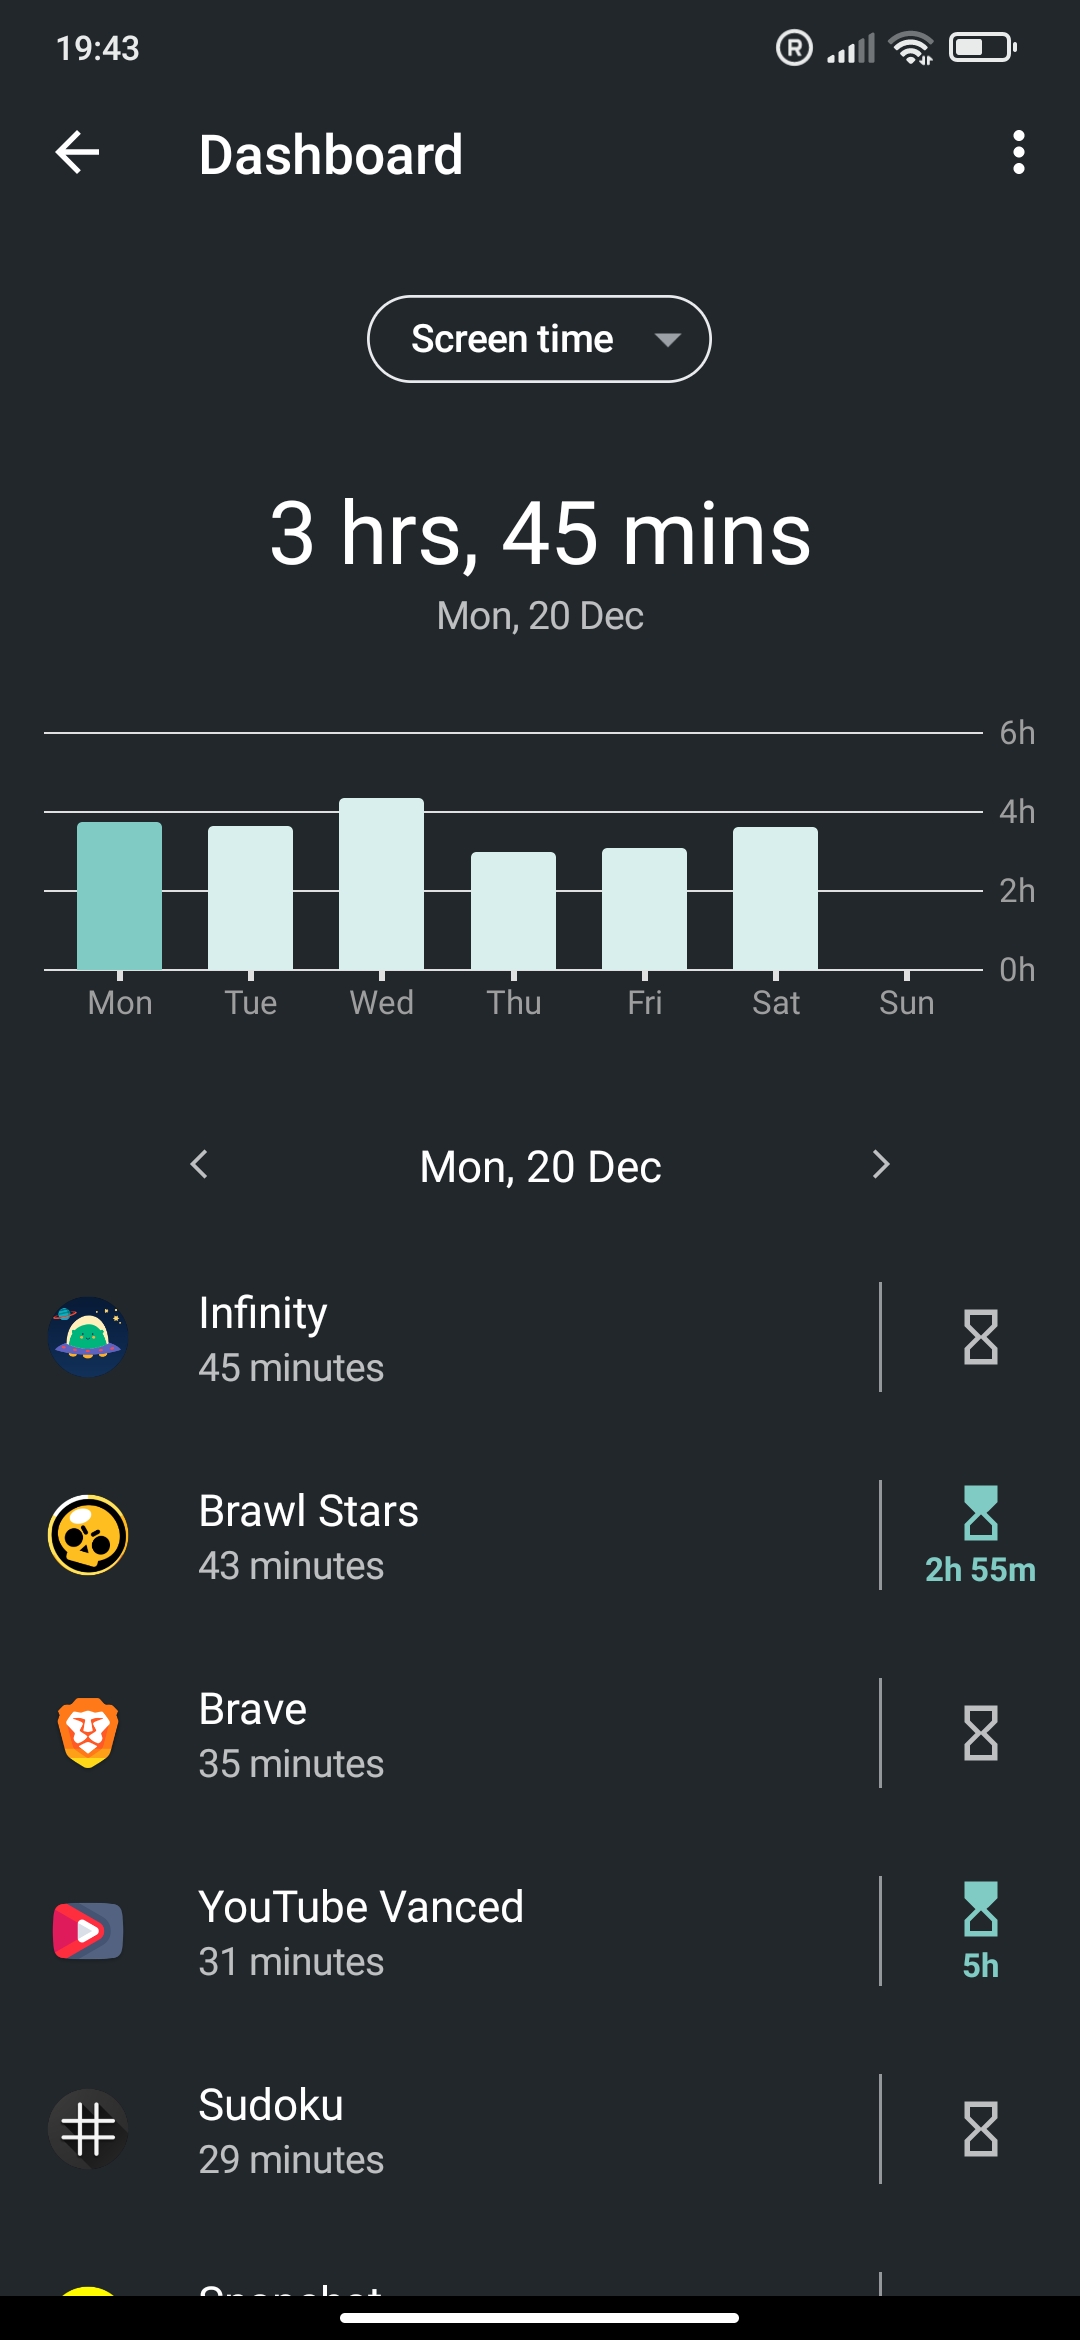 19:43
Dashboard
Screen time
3 hrs, 45 mins
Mon, 20 Dec
6h
4h
2h
0h
Mon Tue Wed Thu Fri Sat Sun
Mon, 20 Dec
Infinity
45 minutes
Brawl Stars
43 minutes
2h 55m
Brave
35 minutes
YouTube Vanced
31 minutes
5h
Sudoku
29 minutes
Snapchat